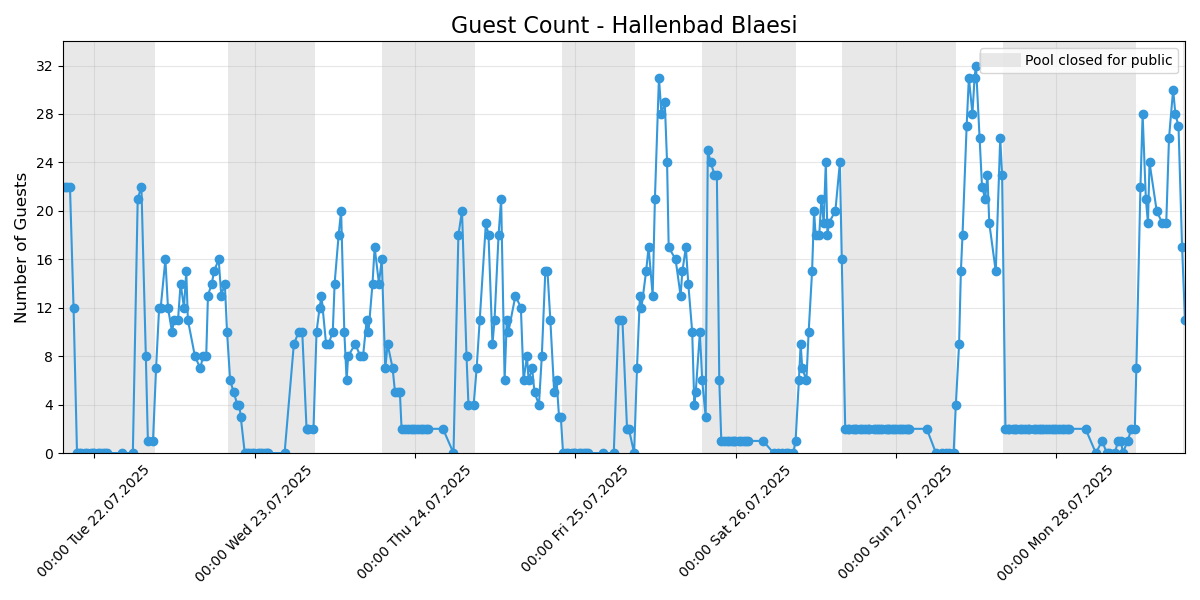 Guest Count - Hallenbad Blaesi
Pool closed for public
Number of Guests
32
28
24
20
16
12
8
4
0
00:00 Tue 22.07.2025
00:00 Wed 23.07.2025
00:00 Thu 24.07.2025
00:00 Fri 25.07.2025
00:00 Sat 26.07.2025
00:00 Sun 27.07.2025
00:00 Mon 28.07.2025